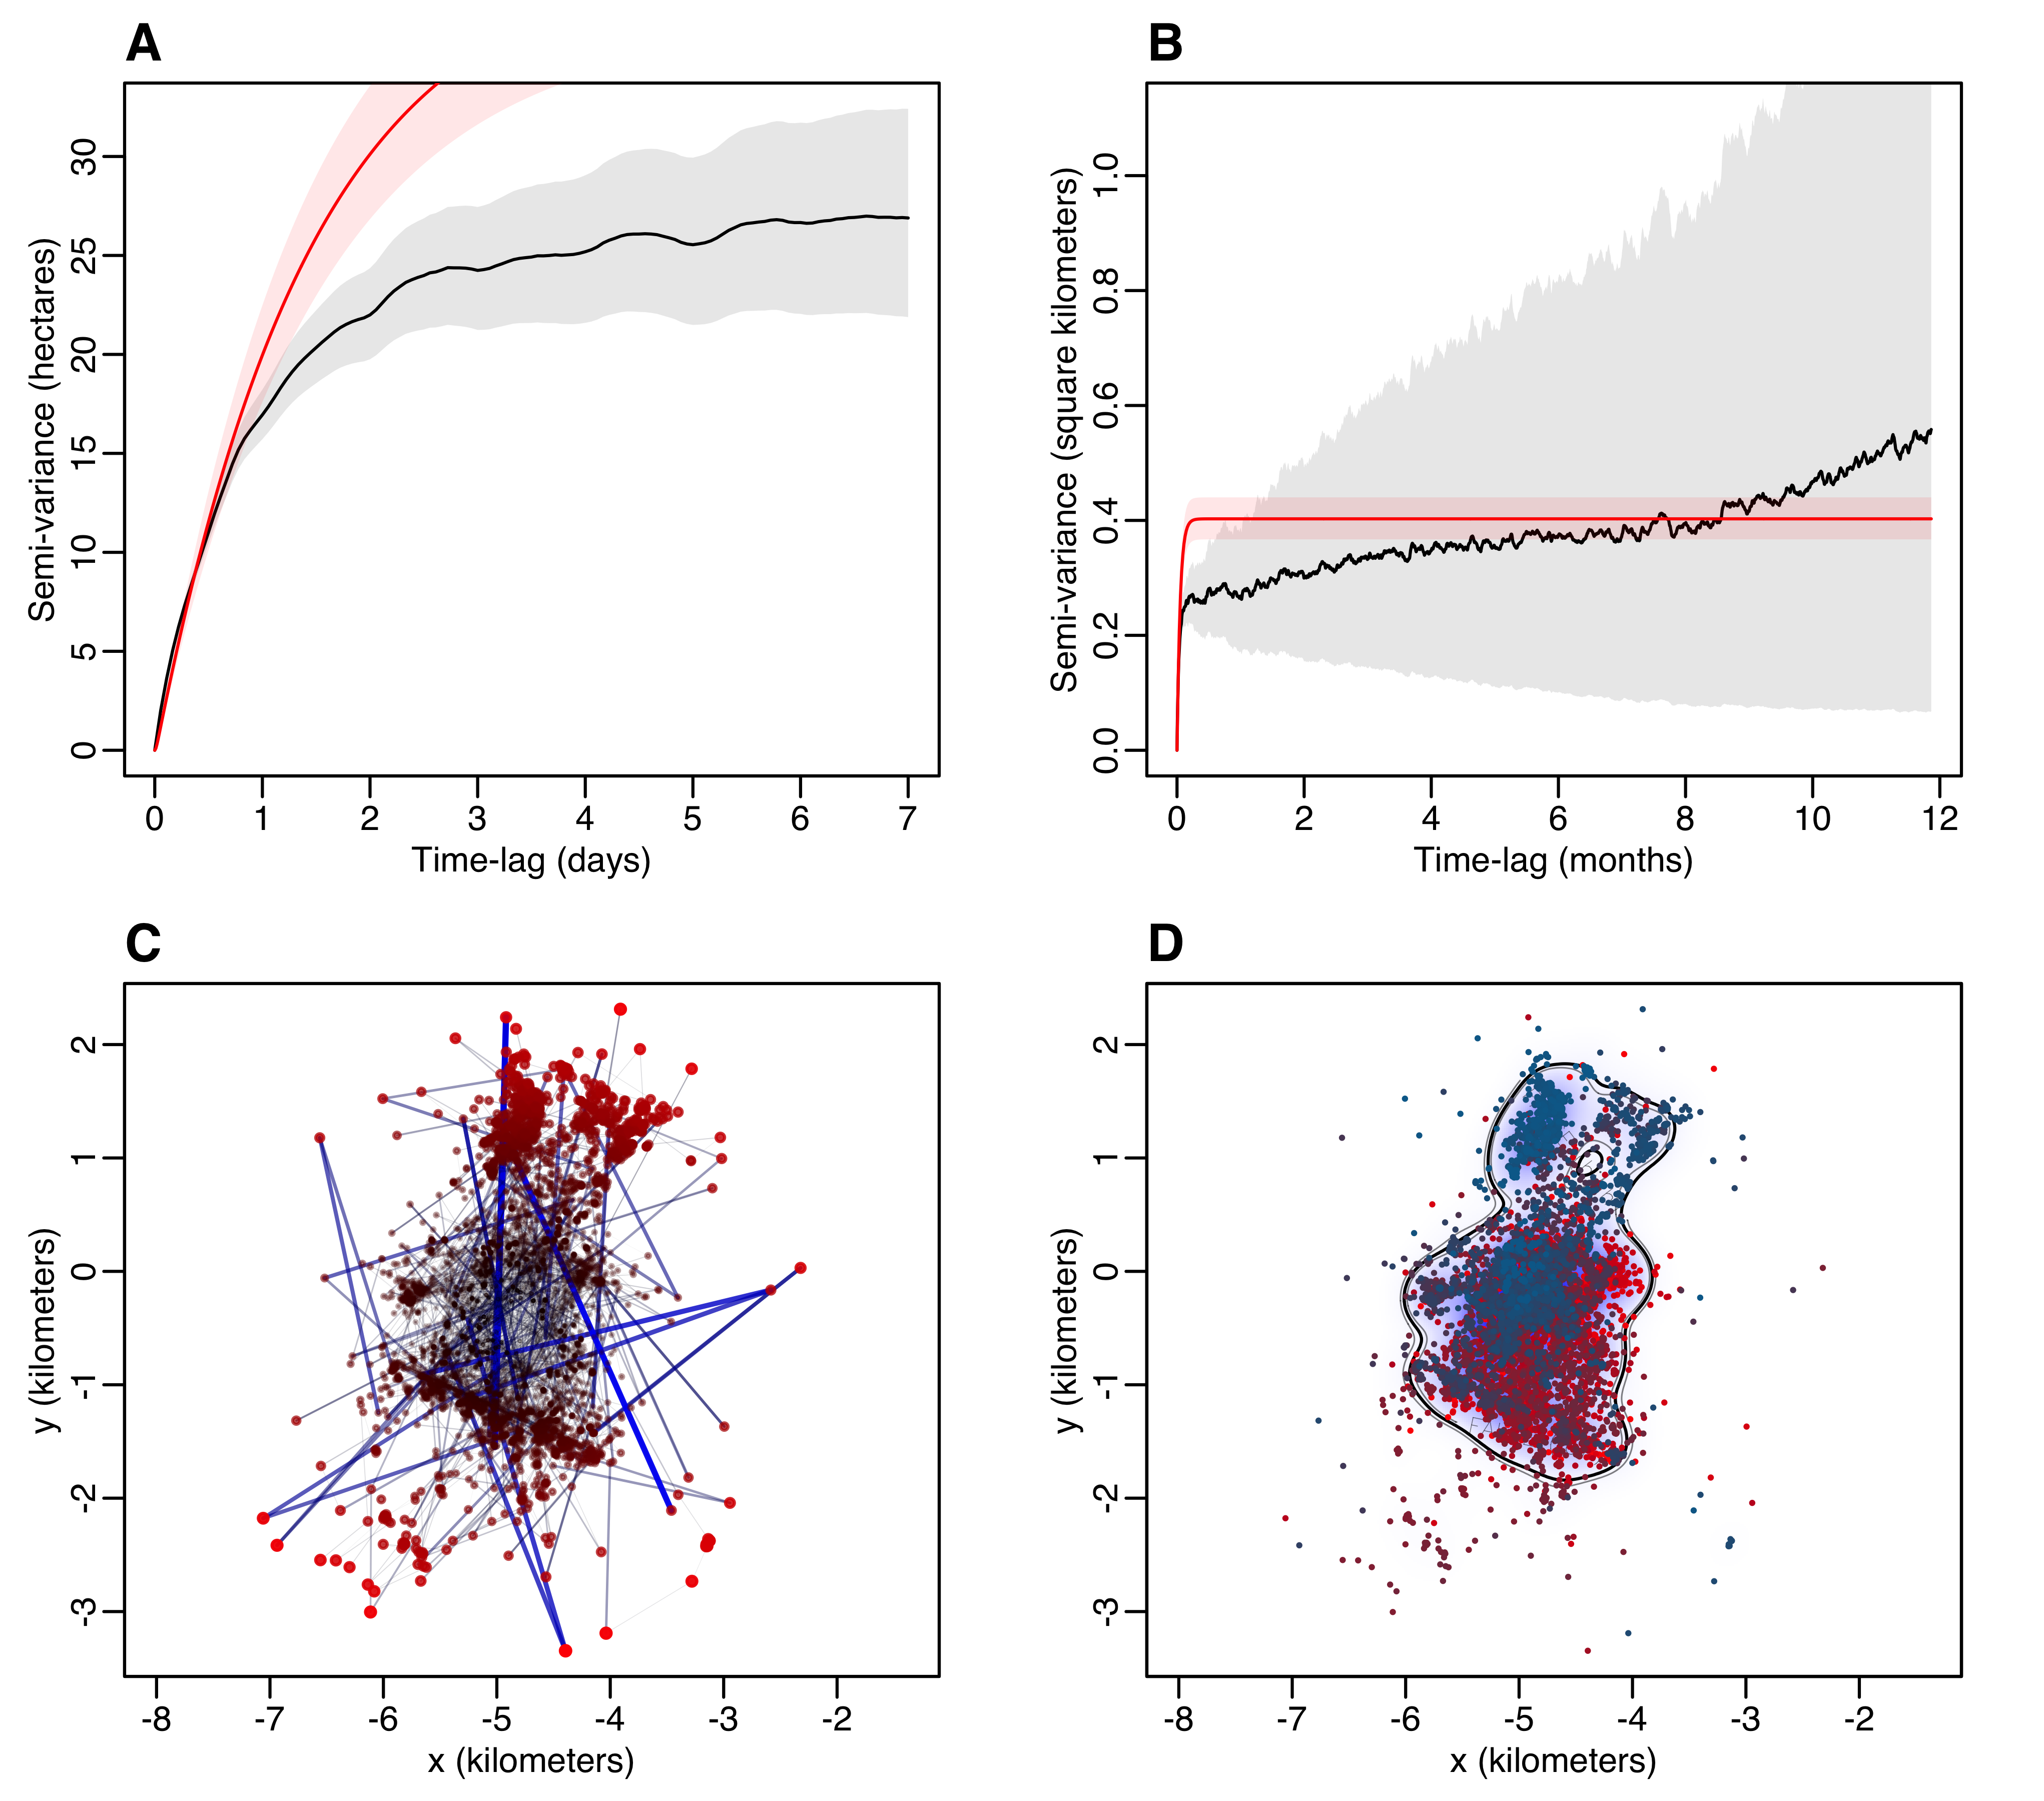 A
Semi-variance (hectares)
30
25
20
15
10
5
0
0 1 2 3 4 5 6 7
Time-lag (days)
B
Semi-variance (square kilometers)
1.0
0.8
0.6
0.4
0.2
0.0
0 2 4 6 8 10 12
Time-lag (months)
C
y (kilometers)
2
1
0
-1
-2
-3
-8 -7 -6 -5 -4 -3 -2
x (kilometers)
D
y (kilometers)
2
1
0
-1
-2
-3
-8 -7 -6 -5 -4 -3 -2
x (kilometers)